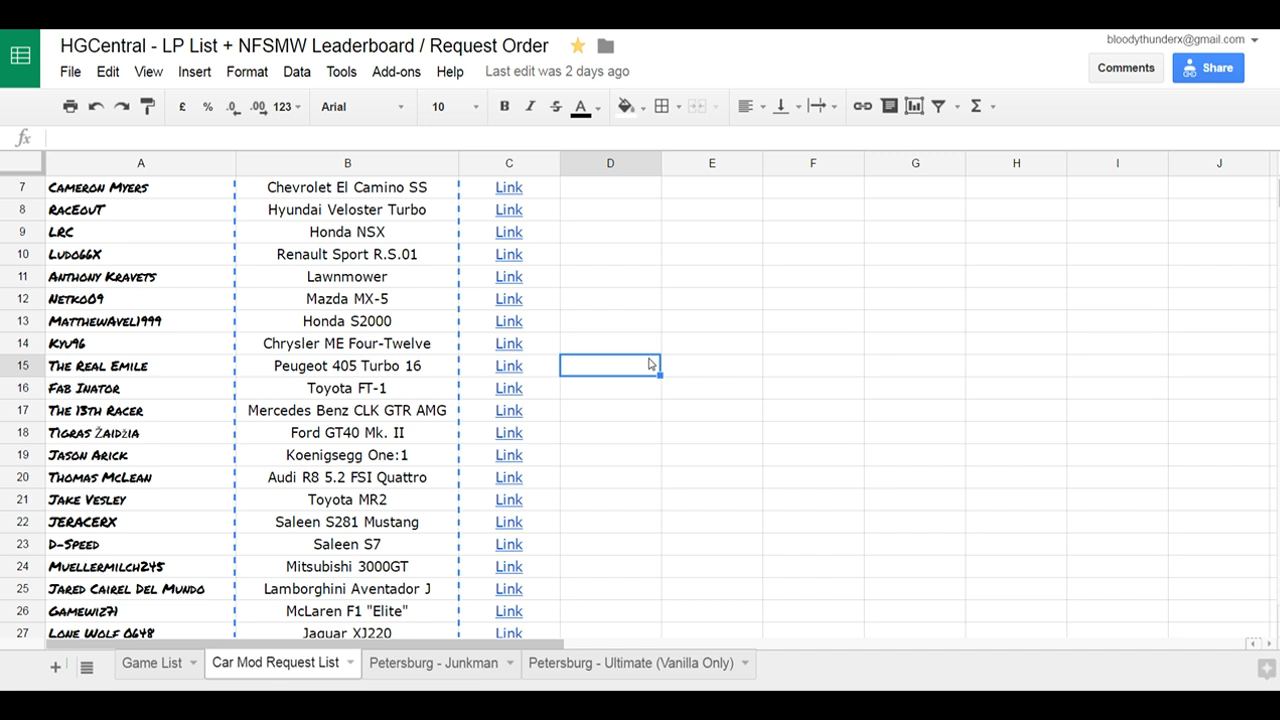 HGCentral - LP List + NFSMW Leaderboard / Request Order
bloodythunderx@gmail.com
File Edit View Insert Format Data Tools Add-ons Help Last edit was 2 days ago
Comments Share
£ % .0 .00 123 Arial 10 B I S A Σ
fx
A B C D E F G H I J
7 Cameron Myers Chevrolet El Camino SS Link
8 RacEouT Hyundai Veloster Turbo Link
9 LRC Honda NSX Link
10 Ludo66X Renault Sport R.S.01 Link
11 Anthony Kravets Lawnmower Link
12 Netko09 Mazda MX-5 Link
13 MatthewAvel1999 Honda S2000 Link
14 Kyu96 Chrysler ME Four-Twelve Link
15 The Real Emile Peugeot 405 Turbo 16 Link
16 Fab Inator Toyota FT-1 Link
17 The 13th Racer Mercedes Benz CLK GTR AMG Link
18 Tigras Žaidžia Ford GT40 Mk. II Link
19 Jason Arick Koenigsegg One:1 Link
20 Thomas McLean Audi R8 5.2 FSI Quattro Link
21 Jake Vesley Toyota MR2 Link
22 JERACERX Saleen S281 Mustang Link
23 D-Speed Saleen S7 Link
24 Muellermilch245 Mitsubishi 3000GT Link
25 Jared Cairel Del Mundo Lamborghini Aventador J Link
26 Gamewiz71 McLaren F1 "Elite" Link
27 Lone Wolf 0648 Jaguar XJ220 Link
Game List Car Mod Request List Petersburg - Junkman Petersburg - Ultimate (Vanilla Only)